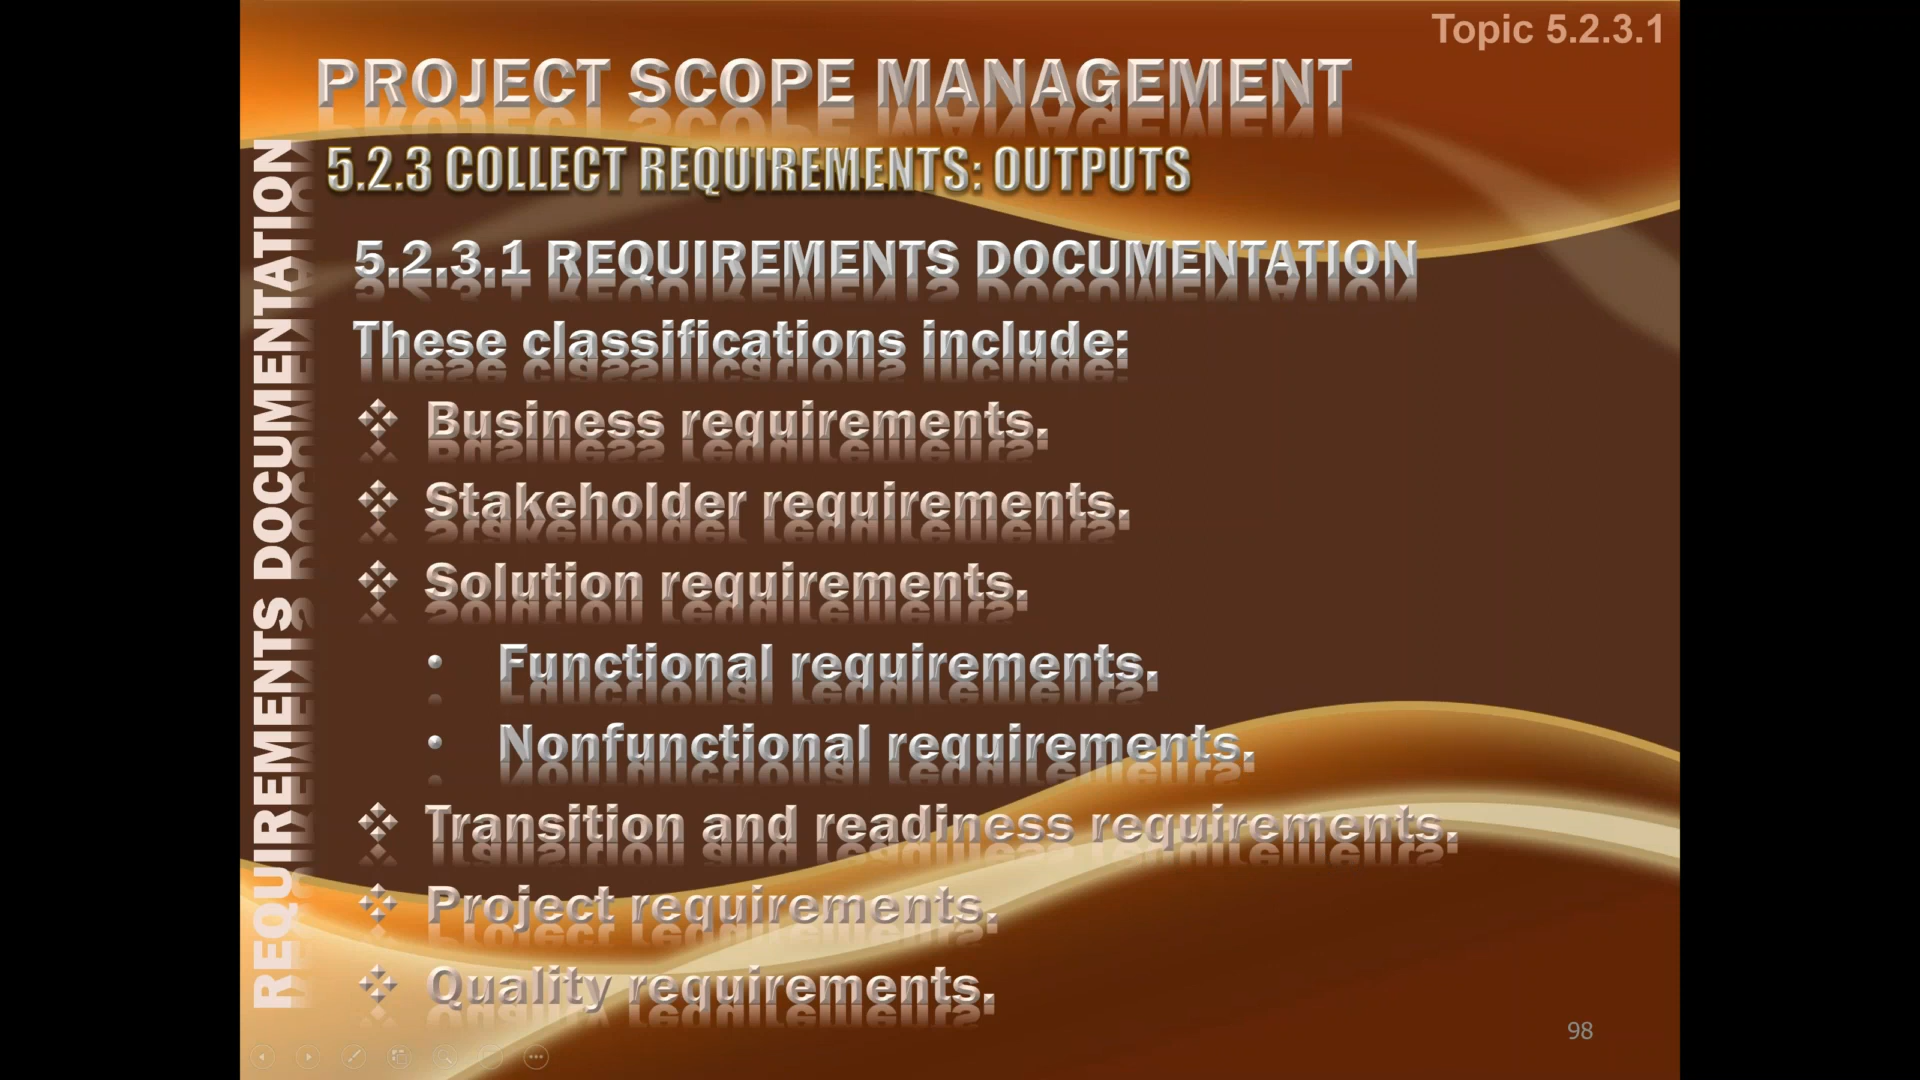 Topic 5.2.3.1
PROJECT SCOPE MANAGEMENT
5.2.3 COLLECT REQUIREMENTS: OUTPUTS
REQUIREMENTS DOCUMENTATION
5.2.3.1 REQUIREMENTS DOCUMENTATION
These classifications include:
❖ Business requirements.
❖ Stakeholder requirements.
❖ Solution requirements.
• Functional requirements.
• Nonfunctional requirements.
❖ Transition and readiness requirements.
❖ Project requirements.
❖ Quality requirements.
98